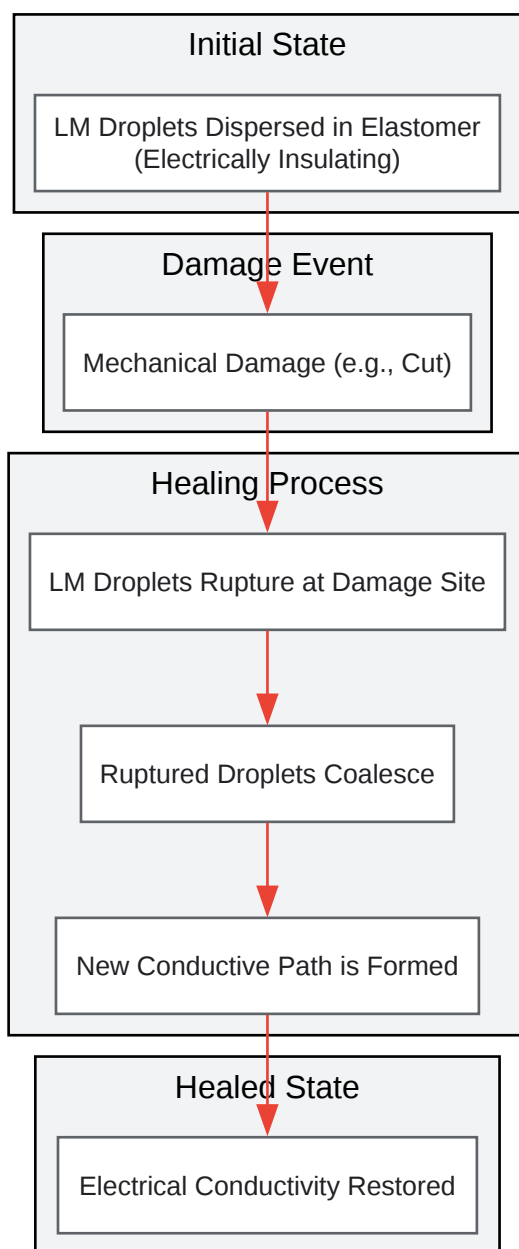 Initial State
LM Droplets Dispersed in Elastomer
(Electrically Insulating)
Damage Event
Mechanical Damage (e.g., Cut)
Healing Process
LM Droplets Rupture at Damage Site
Ruptured Droplets Coalesce
New Conductive Path is Formed
Healed State
Electrical Conductivity Restored